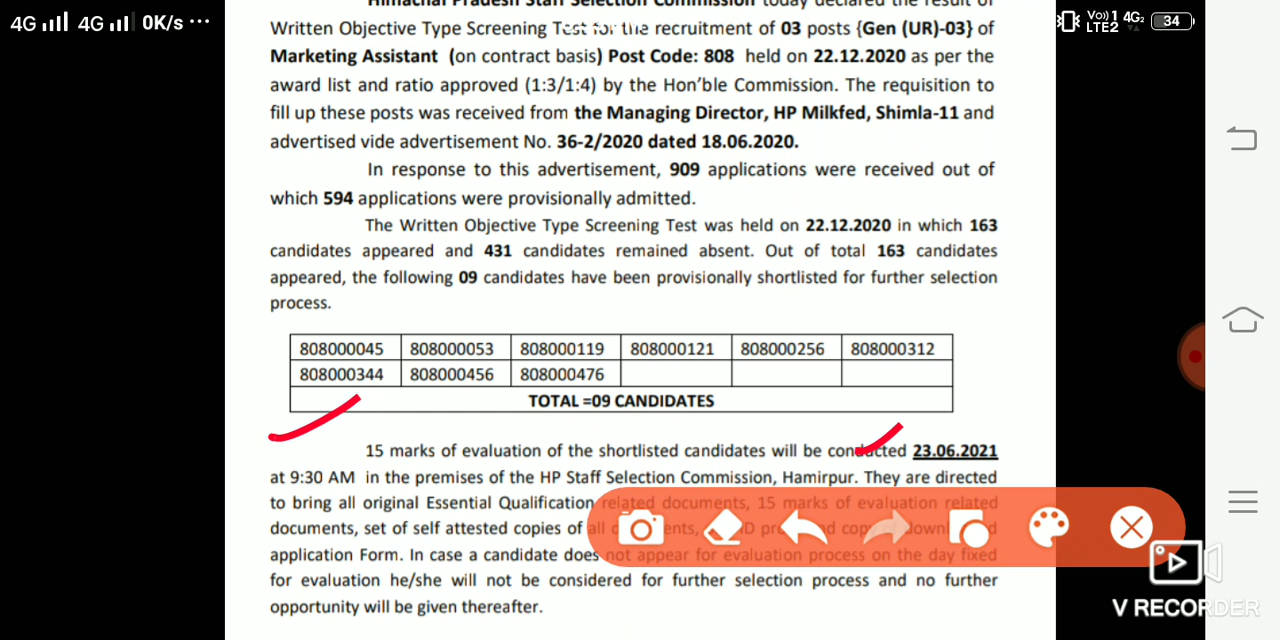 4G 4G 0K/s ...
Vo)) 1 4G2
LTE2
34
Himachal Pradesh Staff Selection Commission today declared the result of
Written Objective Type Screening Test for the recruitment of 03 posts {Gen (UR)-03} of
Marketing Assistant (on contract basis) Post Code: 808 held on 22.12.2020 as per the
award list and ratio approved (1:3/1:4) by the Hon'ble Commission. The requisition to
fill up these posts was received from the Managing Director, HP Milkfed, Shimla-11 and
advertised vide advertisement No. 36-2/2020 dated 18.06.2020.
In response to this advertisement, 909 applications were received out of
which 594 applications were provisionally admitted.
The Written Objective Type Screening Test was held on 22.12.2020 in which 163
candidates appeared and 431 candidates remained absent. Out of total 163 candidates
appeared, the following 09 candidates have been provisionally shortlisted for further selection
process.
808000045 808000053 808000119 808000121 808000256 808000312
808000344 808000456 808000476
TOTAL =09 CANDIDATES
15 marks of evaluation of the shortlisted candidates will be conducted 23.06.2021
at 9:30 AM in the premises of the HP Staff Selection Commission, Hamirpur. They are directed
to bring all original Essential Qualification related documents, 15 marks of evaluation related
documents, set of self attested copies of all
application Form. In case a candidate does not appear for evaluation process on the day fixed
for evaluation he/she will not be considered for further selection process and no further
opportunity will be given thereafter.
V RECORDER